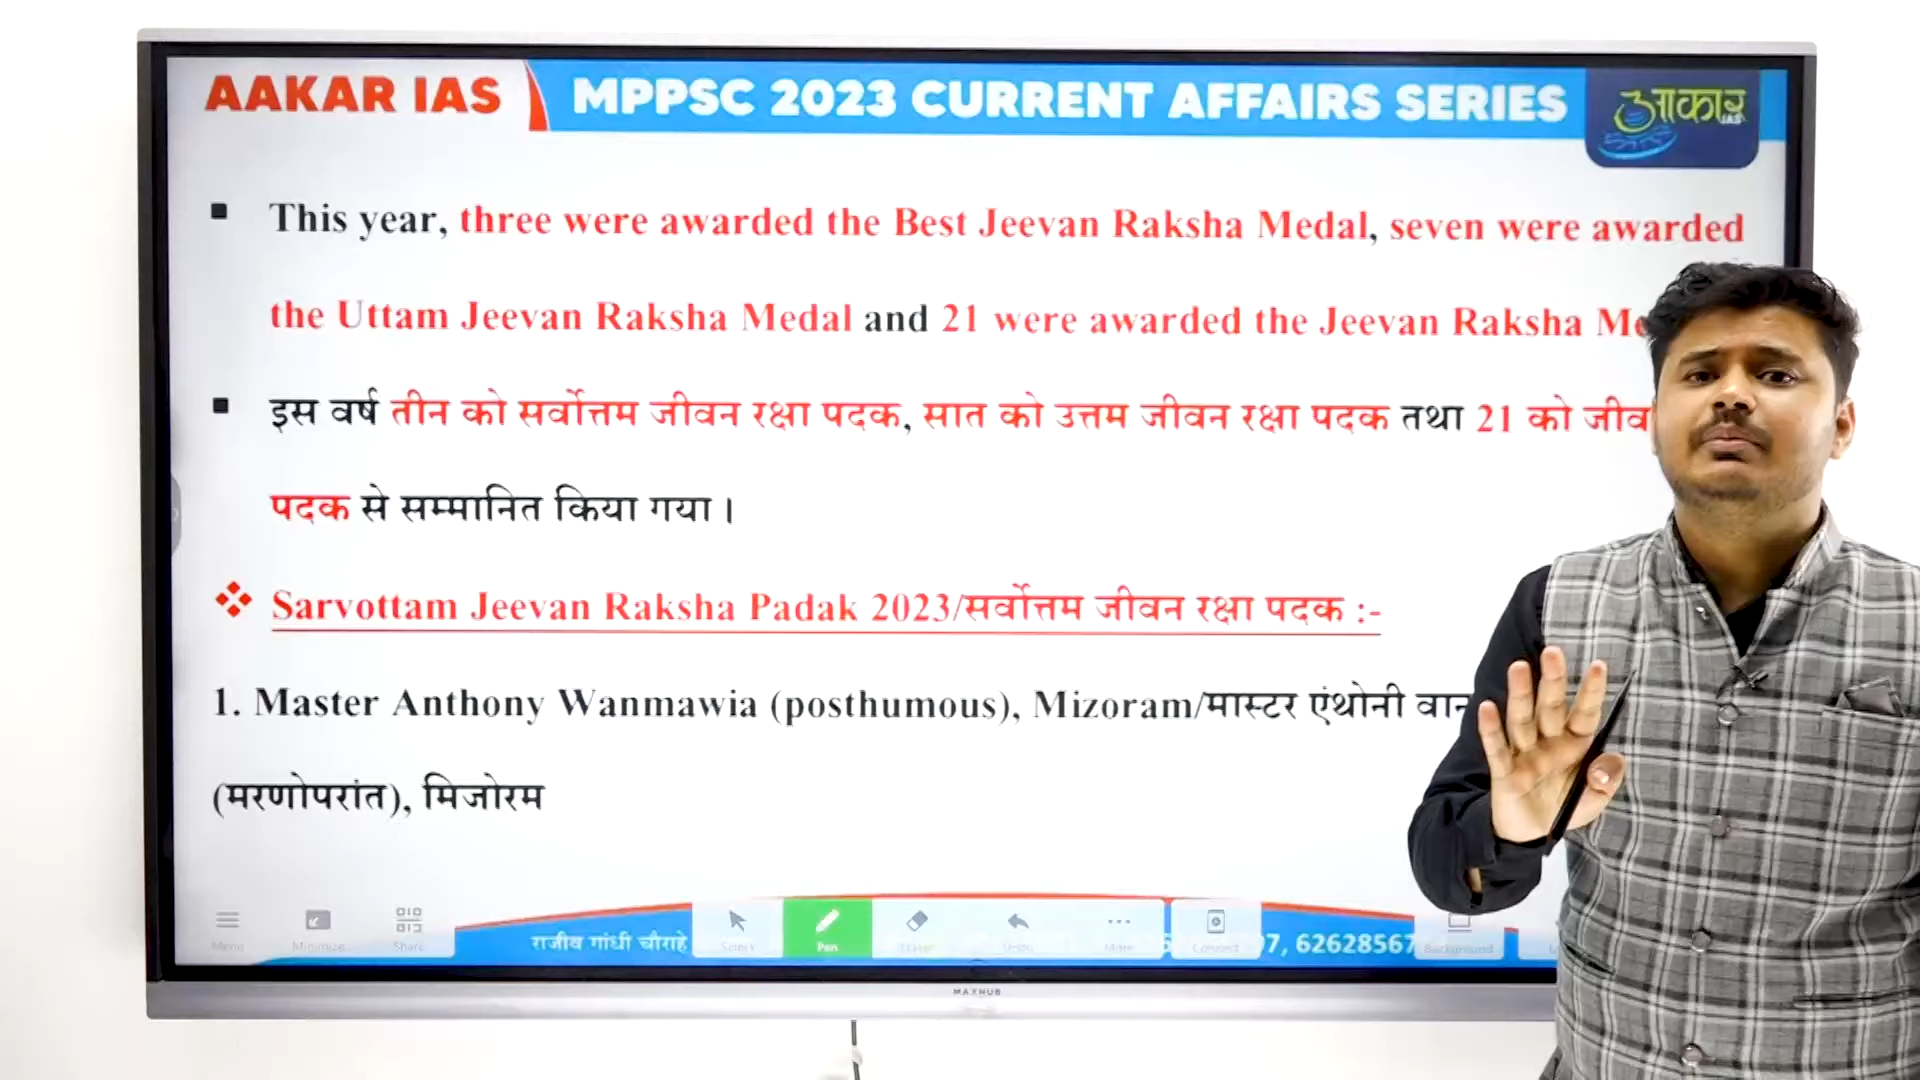 AAKAR IAS
MPPSC 2023 CURRENT AFFAIRS SERIES
आकार
IAS
This year, three were awarded the Best Jeevan Raksha Medal, seven were awarded
the Uttam Jeevan Raksha Medal and 21 were awarded the Jeevan Raksha
इस वर्ष तीन को सर्वोत्तम जीवन रक्षा पदक, सात को उत्तम जीवन रक्षा पदक तथा 21 को
पदक से सम्मानित किया गया ।
Sarvottam Jeevan Raksha Padak 2023/सर्वोत्तम जीवन रक्षा पदक :-
1. Master Anthony Wanmawia (posthumous), Mizoram/मास्टर एंथोनी
(मरणोपरांत), मिजोरम
Menu Minimize Share राजीव गांधी चौराहे Select Pen Eraser Undo More Connect 62628567 Background
MAXHUB